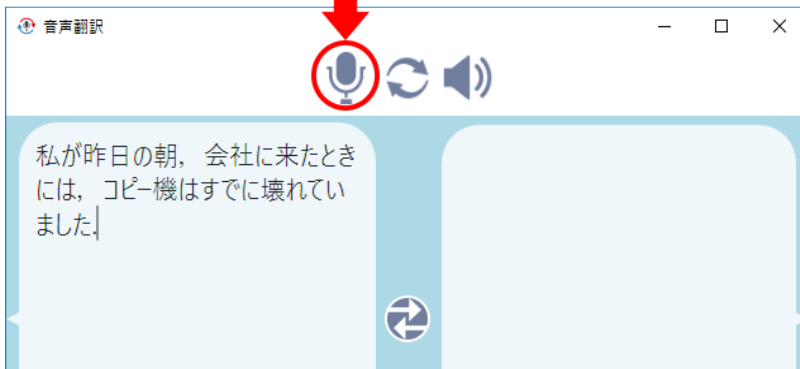 音声翻訳
私が昨日の朝, 会社に来たとき
には, コピー機はすでに壊れてい
ました.